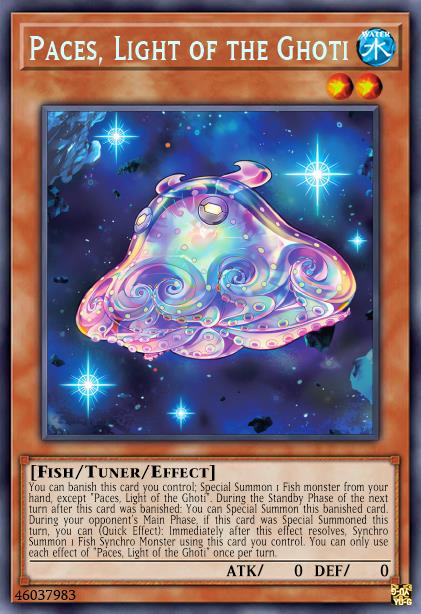 PACES, LIGHT OF THE GHOTI
WATER
水
[FISH/TUNER/EFFECT]
You can banish this card you control; Special Summon 1 Fish monster from your
hand, except "Paces, Light of the Ghoti". During the Standby Phase of the next
turn after this card was banished: You can Special Summon this banished card.
During your opponent's Main Phase, if this card was Special Summoned this
turn, you can (Quick Effect): Immediately after this effect resolves, Synchro
Summon 1 Fish Synchro Monster using this card you control. You can only use
each effect of "Paces, Light of the Ghoti" once per turn.
ATK/ 0 DEF/ 0
46037983